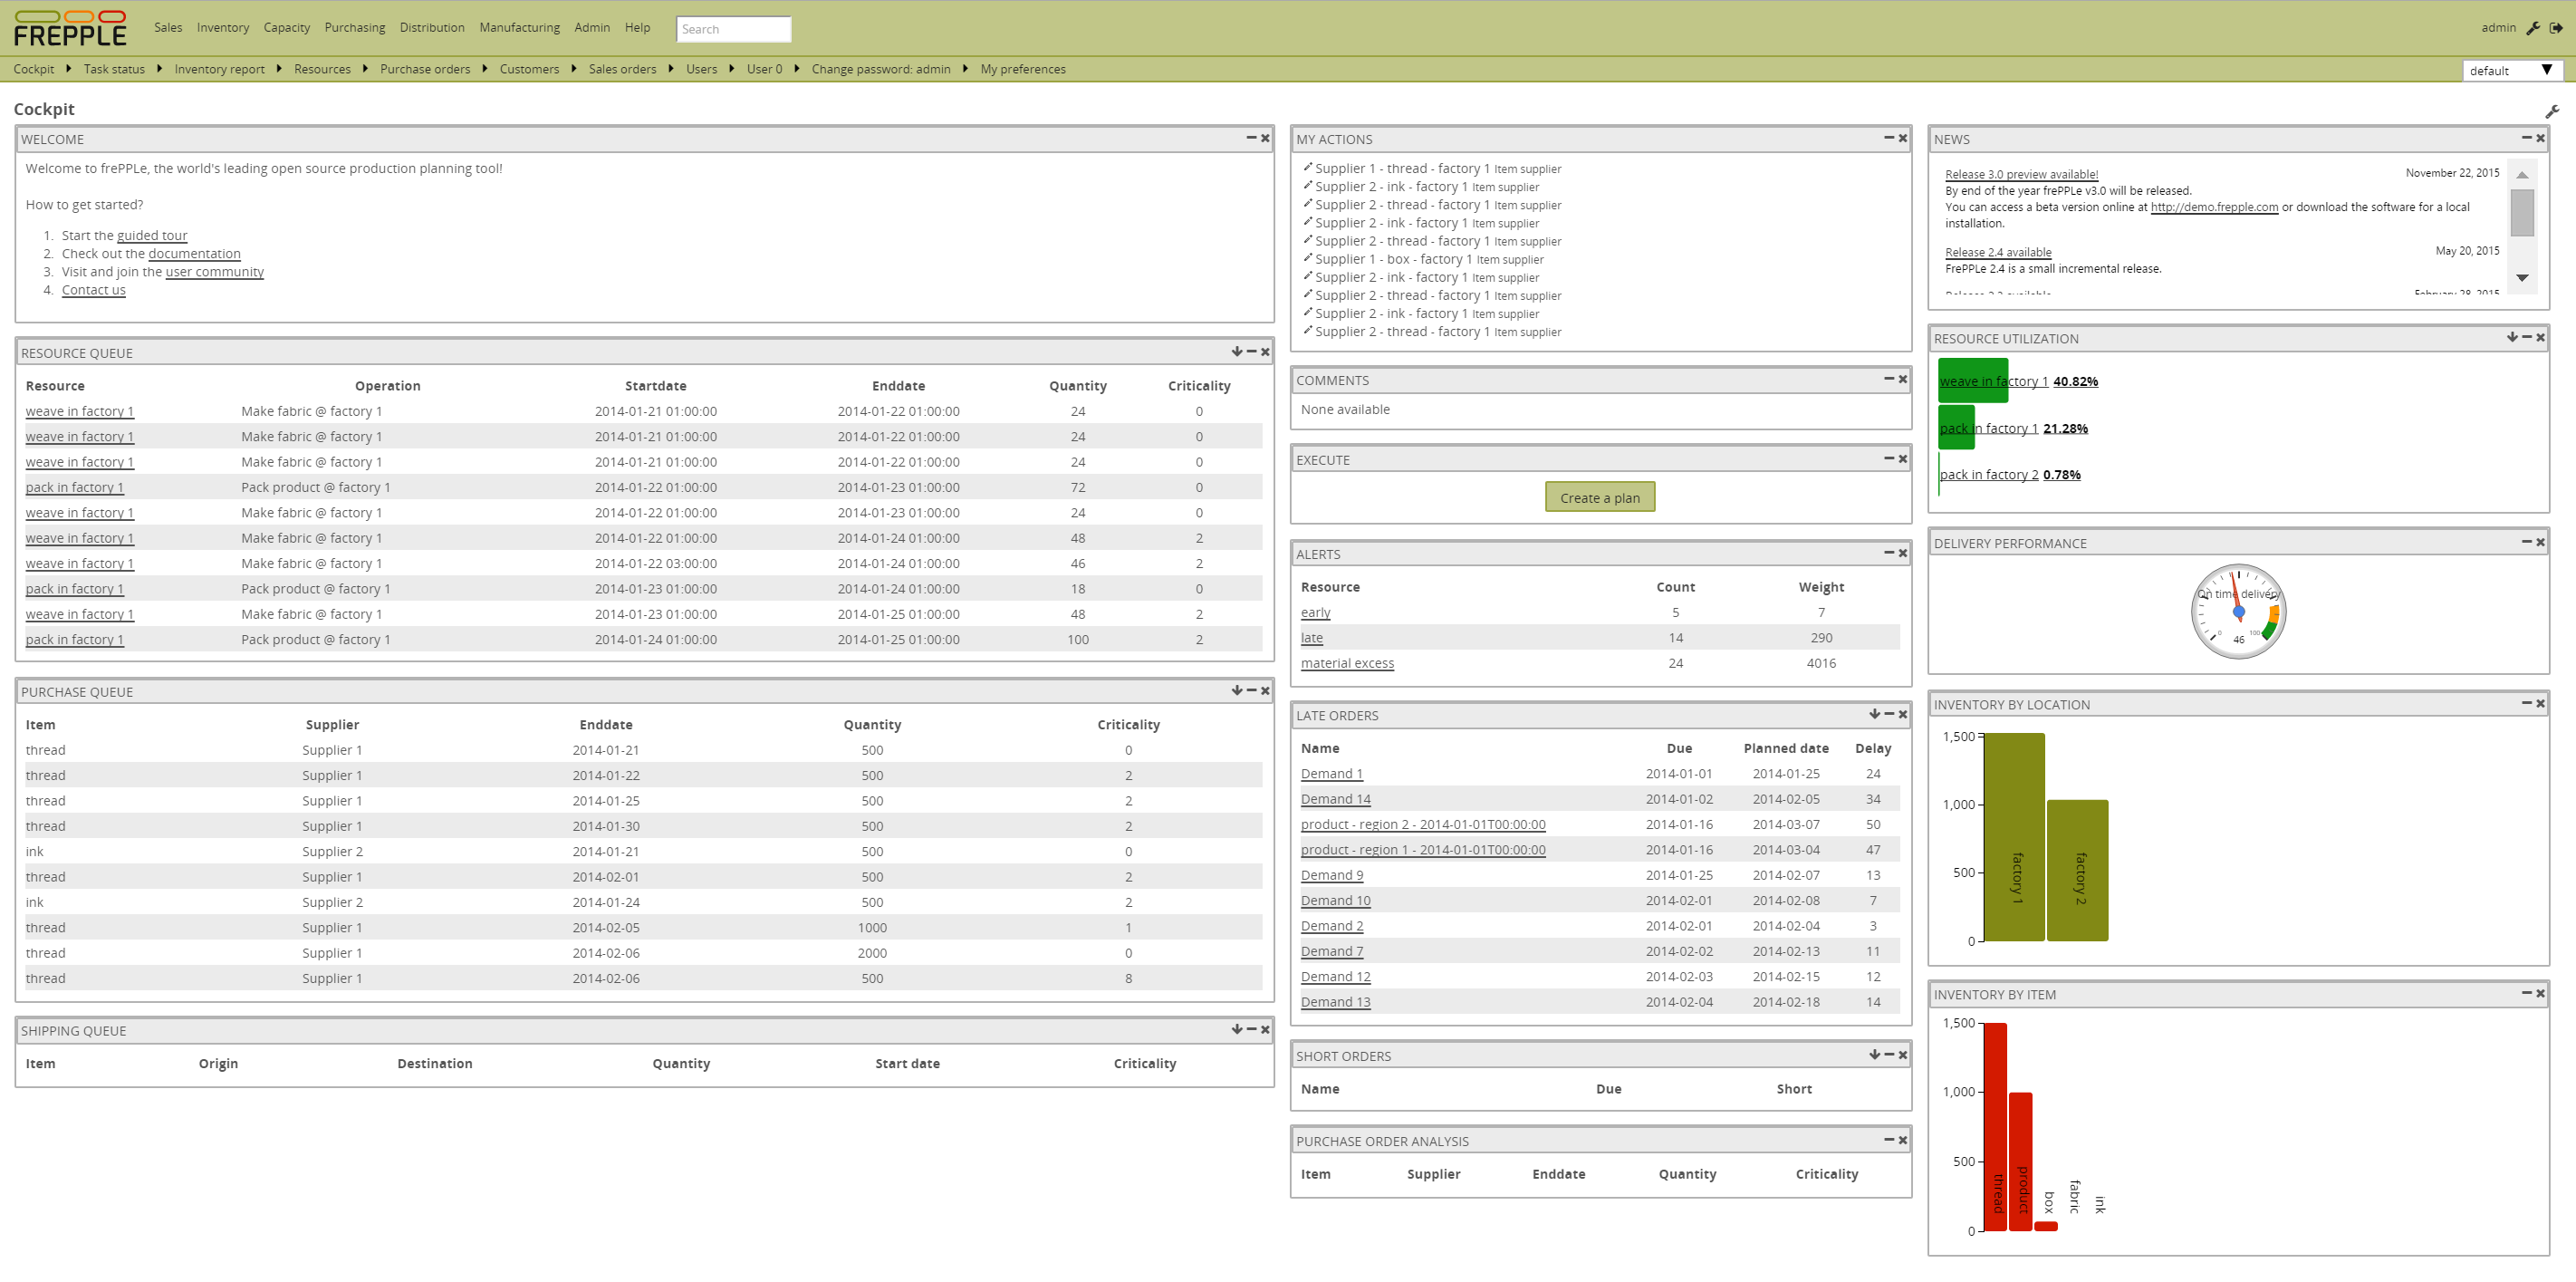 FREPPLE Sales Inventory Capacity Purchasing Distribution Manufacturing Admin Help Search admin
Cockpit Task status Inventory report Resources Purchase orders Customers Sales orders Users User 0 Change password: admin My preferences default
Cockpit
WELCOME
Welcome to frePPLe, the world's leading open source production planning tool!
How to get started?
1. Start the guided tour
2. Check out the documentation
3. Visit and join the user community
4. Contact us
RESOURCE QUEUE
Resource Operation Startdate Enddate Quantity Criticality
weave in factory 1 Make fabric @ factory 1 2014-01-21 01:00:00 2014-01-22 01:00:00 24 0
weave in factory 1 Make fabric @ factory 1 2014-01-21 01:00:00 2014-01-22 01:00:00 24 0
weave in factory 1 Make fabric @ factory 1 2014-01-21 01:00:00 2014-01-22 01:00:00 24 0
pack in factory 1 Pack product @ factory 1 2014-01-22 01:00:00 2014-01-23 01:00:00 72 0
weave in factory 1 Make fabric @ factory 1 2014-01-22 01:00:00 2014-01-23 01:00:00 24 0
weave in factory 1 Make fabric @ factory 1 2014-01-22 01:00:00 2014-01-24 01:00:00 48 2
weave in factory 1 Make fabric @ factory 1 2014-01-22 03:00:00 2014-01-24 01:00:00 46 2
pack in factory 1 Pack product @ factory 1 2014-01-23 01:00:00 2014-01-24 01:00:00 18 0
weave in factory 1 Make fabric @ factory 1 2014-01-23 01:00:00 2014-01-25 01:00:00 48 2
pack in factory 1 Pack product @ factory 1 2014-01-24 01:00:00 2014-01-25 01:00:00 100 2
PURCHASE QUEUE
Item Supplier Enddate Quantity Criticality
thread Supplier 1 2014-01-21 500 0
thread Supplier 1 2014-01-22 500 2
thread Supplier 1 2014-01-25 500 2
thread Supplier 1 2014-01-30 500 2
ink Supplier 2 2014-01-21 500 0
thread Supplier 1 2014-02-01 500 2
ink Supplier 2 2014-01-24 500 2
thread Supplier 1 2014-02-05 1000 1
thread Supplier 1 2014-02-06 2000 0
thread Supplier 1 2014-02-06 500 8
SHIPPING QUEUE
Item Origin Destination Quantity Start date Criticality
MY ACTIONS
Supplier 1 - thread - factory 1 Item supplier
Supplier 2 - ink - factory 1 Item supplier
Supplier 2 - thread - factory 1 Item supplier
Supplier 2 - ink - factory 1 Item supplier
Supplier 2 - thread - factory 1 Item supplier
Supplier 1 - box - factory 1 Item supplier
Supplier 2 - ink - factory 1 Item supplier
Supplier 2 - thread - factory 1 Item supplier
Supplier 2 - ink - factory 1 Item supplier
Supplier 2 - thread - factory 1 Item supplier
COMMENTS
None available
EXECUTE
Create a plan
ALERTS
Resource Count Weight
early 5 7
late 14 290
material excess 24 4016
LATE ORDERS
Name Due Planned date Delay
Demand 1 2014-01-01 2014-01-25 24
Demand 14 2014-01-02 2014-02-05 34
product - region 2 - 2014-01-01T00:00:00 2014-01-16 2014-03-07 50
product - region 1 - 2014-01-01T00:00:00 2014-01-16 2014-03-04 47
Demand 9 2014-01-25 2014-02-07 13
Demand 10 2014-02-01 2014-02-08 7
Demand 2 2014-02-01 2014-02-04 3
Demand 7 2014-02-02 2014-02-13 11
Demand 12 2014-02-03 2014-02-15 12
Demand 13 2014-02-04 2014-02-18 14
SHORT ORDERS
Name Due Short
PURCHASE ORDER ANALYSIS
Item Supplier Enddate Quantity Criticality
NEWS
Release 3.0 preview available! November 22, 2015
By end of the year frePPLe v3.0 will be released.
You can access a beta version online at http://demo.frepple.com or download the software for a local
installation.
Release 2.4 available May 20, 2015
FrePPLe 2.4 is a small incremental release.
February 28, 2015
RESOURCE UTILIZATION
weave in factory 1 40.82%
pack in factory 1 21.28%
pack in factory 2 0.78%
DELIVERY PERFORMANCE
On time delivery
0 100
46
INVENTORY BY LOCATION
1,500
1,000
500
0
factory 1
factory 2
INVENTORY BY ITEM
1,500
1,000
500
0
thread
product
box
fabric
ink